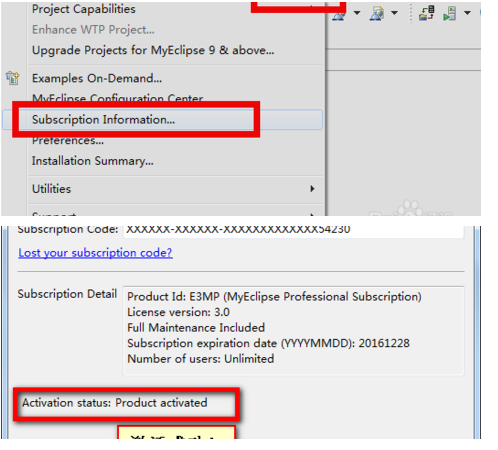 Project Capabilities
Enhance WTP Project...
Upgrade Projects for MyEclipse 9 & above...
Examples On-Demand...
MyEclipse Configuration Center
Subscription Information...
Preferences...
Installation Summary...
Utilities
Support
Subscription Code: XXXXXX-XXXXXX-XXXXXXXXXXXXX54230
Lost your subscription code?
Subscription Detail
Product Id: E3MP (MyEclipse Professional Subscription)
License version: 3.0
Full Maintenance Included
Subscription expiration date (YYYYMMDD): 20161228
Number of users: Unlimited
Activation status: Product activated